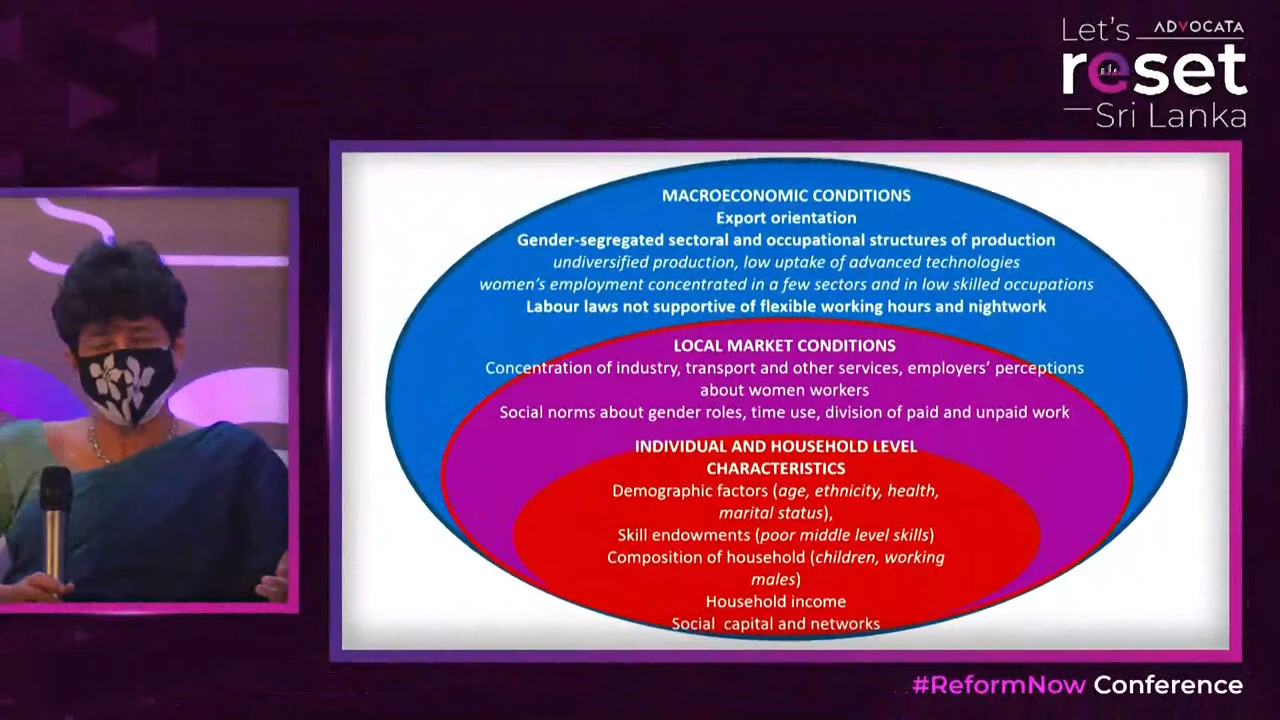 Let's
ADVOCATA
reset
Sri Lanka
MACROECONOMIC CONDITIONS
Export orientation
Gender-segregated sectoral and occupational structures of production
undiversified production, low uptake of advanced technologies
women's employment concentrated in a few sectors and in low skilled occupations
Labour laws not supportive of flexible working hours and nightwork
LOCAL MARKET CONDITIONS
Concentration of industry, transport and other services, employers' perceptions
about women workers
Social norms about gender roles, time use, division of paid and unpaid work
INDIVIDUAL AND HOUSEHOLD LEVEL
CHARACTERISTICS
Demographic factors (age, ethnicity, health,
marital status),
Skill endowments (poor middle level skills)
Composition of household (children, working
males)
Household income
Social capital and networks
#ReformNow Conference